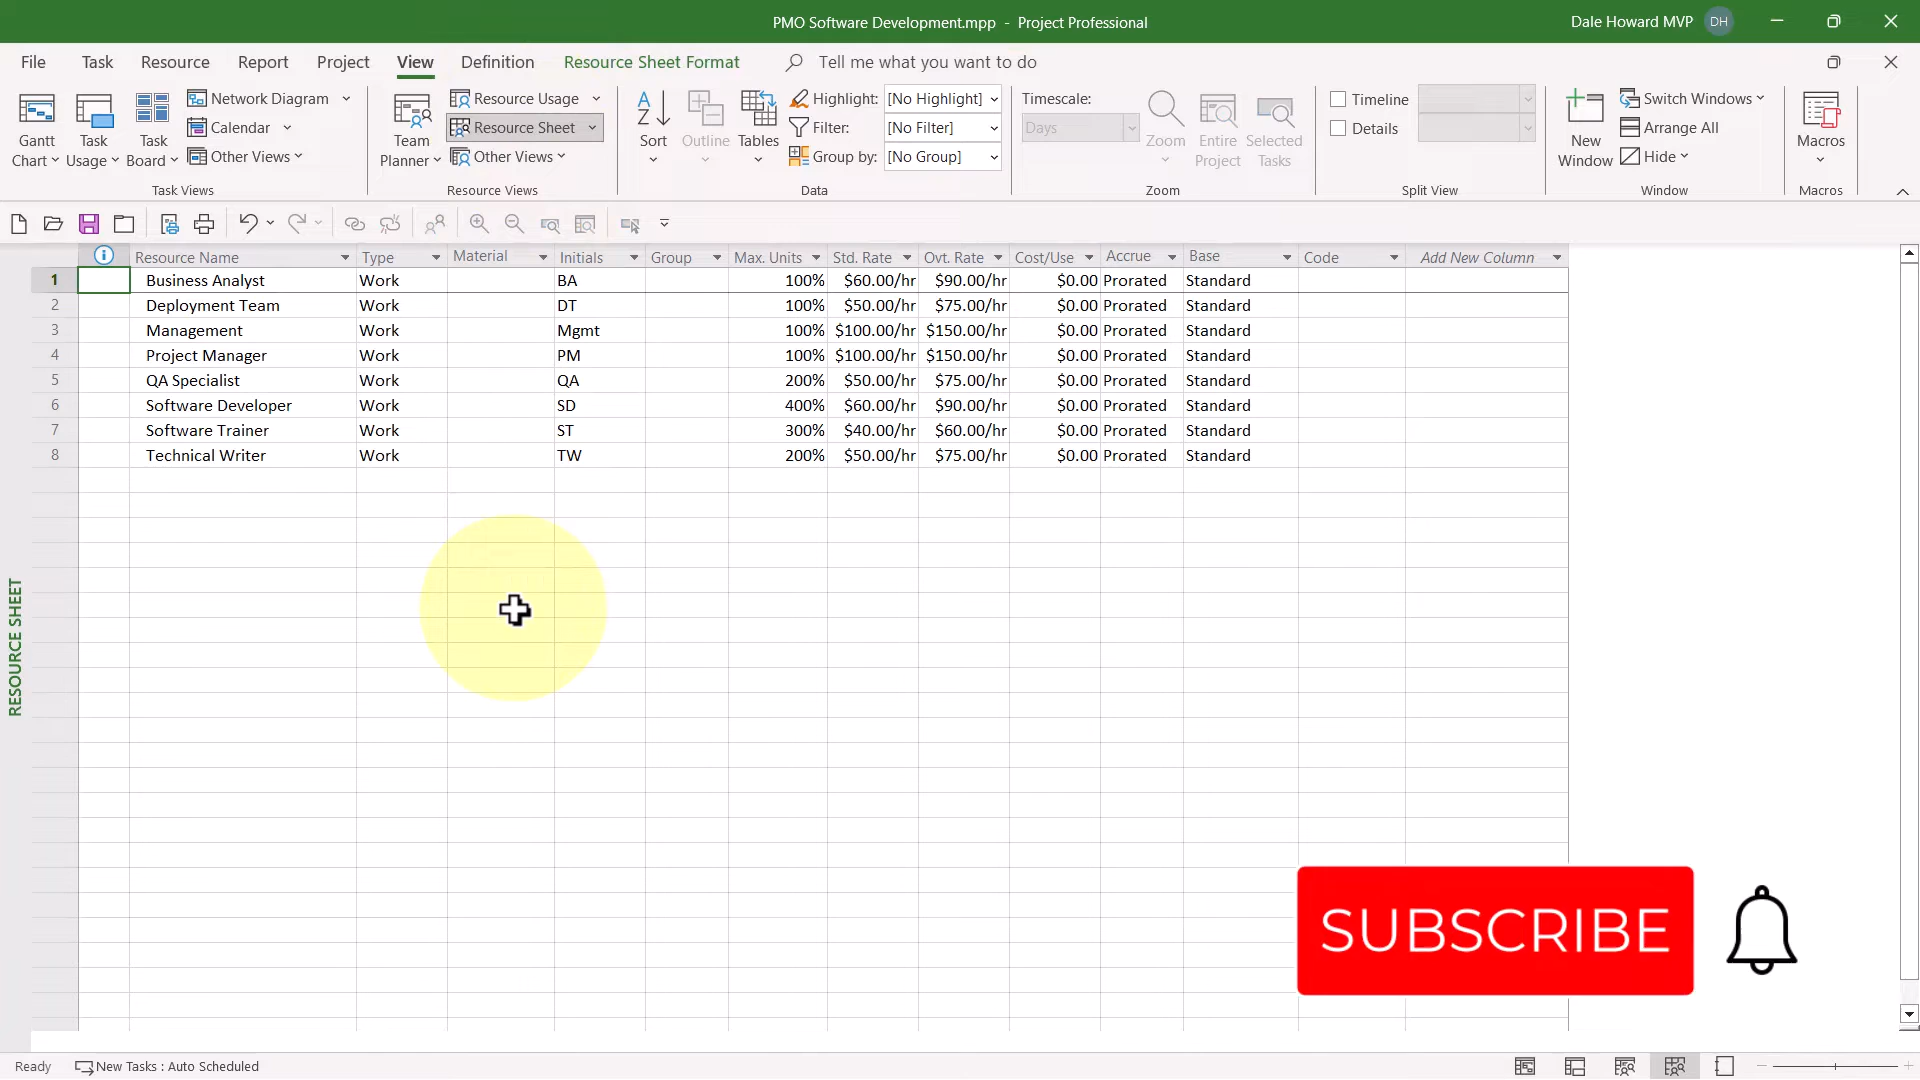 PMO Software Development.mpp - Project Professional
Dale Howard MVP DH
File Task Resource Report Project View Definition Resource Sheet Format Tell me what you want to do
Gantt Chart
Task Usage
Task Board
Network Diagram
Calendar
Other Views
Task Views
Team Planner
Resource Usage
Resource Sheet
Other Views
Resource Views
Sort
Outline
Tables
Highlight: [No Highlight]
Filter: [No Filter]
Group by: [No Group]
Data
Timescale:
Days
Zoom
Entire Project
Selected Tasks
Zoom
Timeline
Details
Split View
New Window
Switch Windows
Arrange All
Hide
Window
Macros
Macros
Resource Name Type Material Initials Group Max. Units Std. Rate Ovt. Rate Cost/Use Accrue Base Code Add New Column
1 Business Analyst Work BA 100% $60.00/hr $90.00/hr $0.00 Prorated Standard
2 Deployment Team Work DT 100% $50.00/hr $75.00/hr $0.00 Prorated Standard
3 Management Work Mgmt 100% $100.00/hr $150.00/hr $0.00 Prorated Standard
4 Project Manager Work PM 100% $100.00/hr $150.00/hr $0.00 Prorated Standard
5 QA Specialist Work QA 200% $50.00/hr $75.00/hr $0.00 Prorated Standard
6 Software Developer Work SD 400% $60.00/hr $90.00/hr $0.00 Prorated Standard
7 Software Trainer Work ST 300% $40.00/hr $60.00/hr $0.00 Prorated Standard
8 Technical Writer Work TW 200% $50.00/hr $75.00/hr $0.00 Prorated Standard
RESOURCE SHEET
SUBSCRIBE
Ready New Tasks : Auto Scheduled